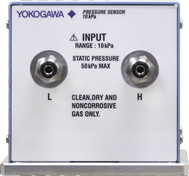 YOKOGAWA PRESSURE SENSOR
10kPa
INPUT
RANGE : 10kPa
STATIC PRESSURE
50kPa MAX
L H
CLEAN,DRY AND
NONCORROSIVE
GAS ONLY.